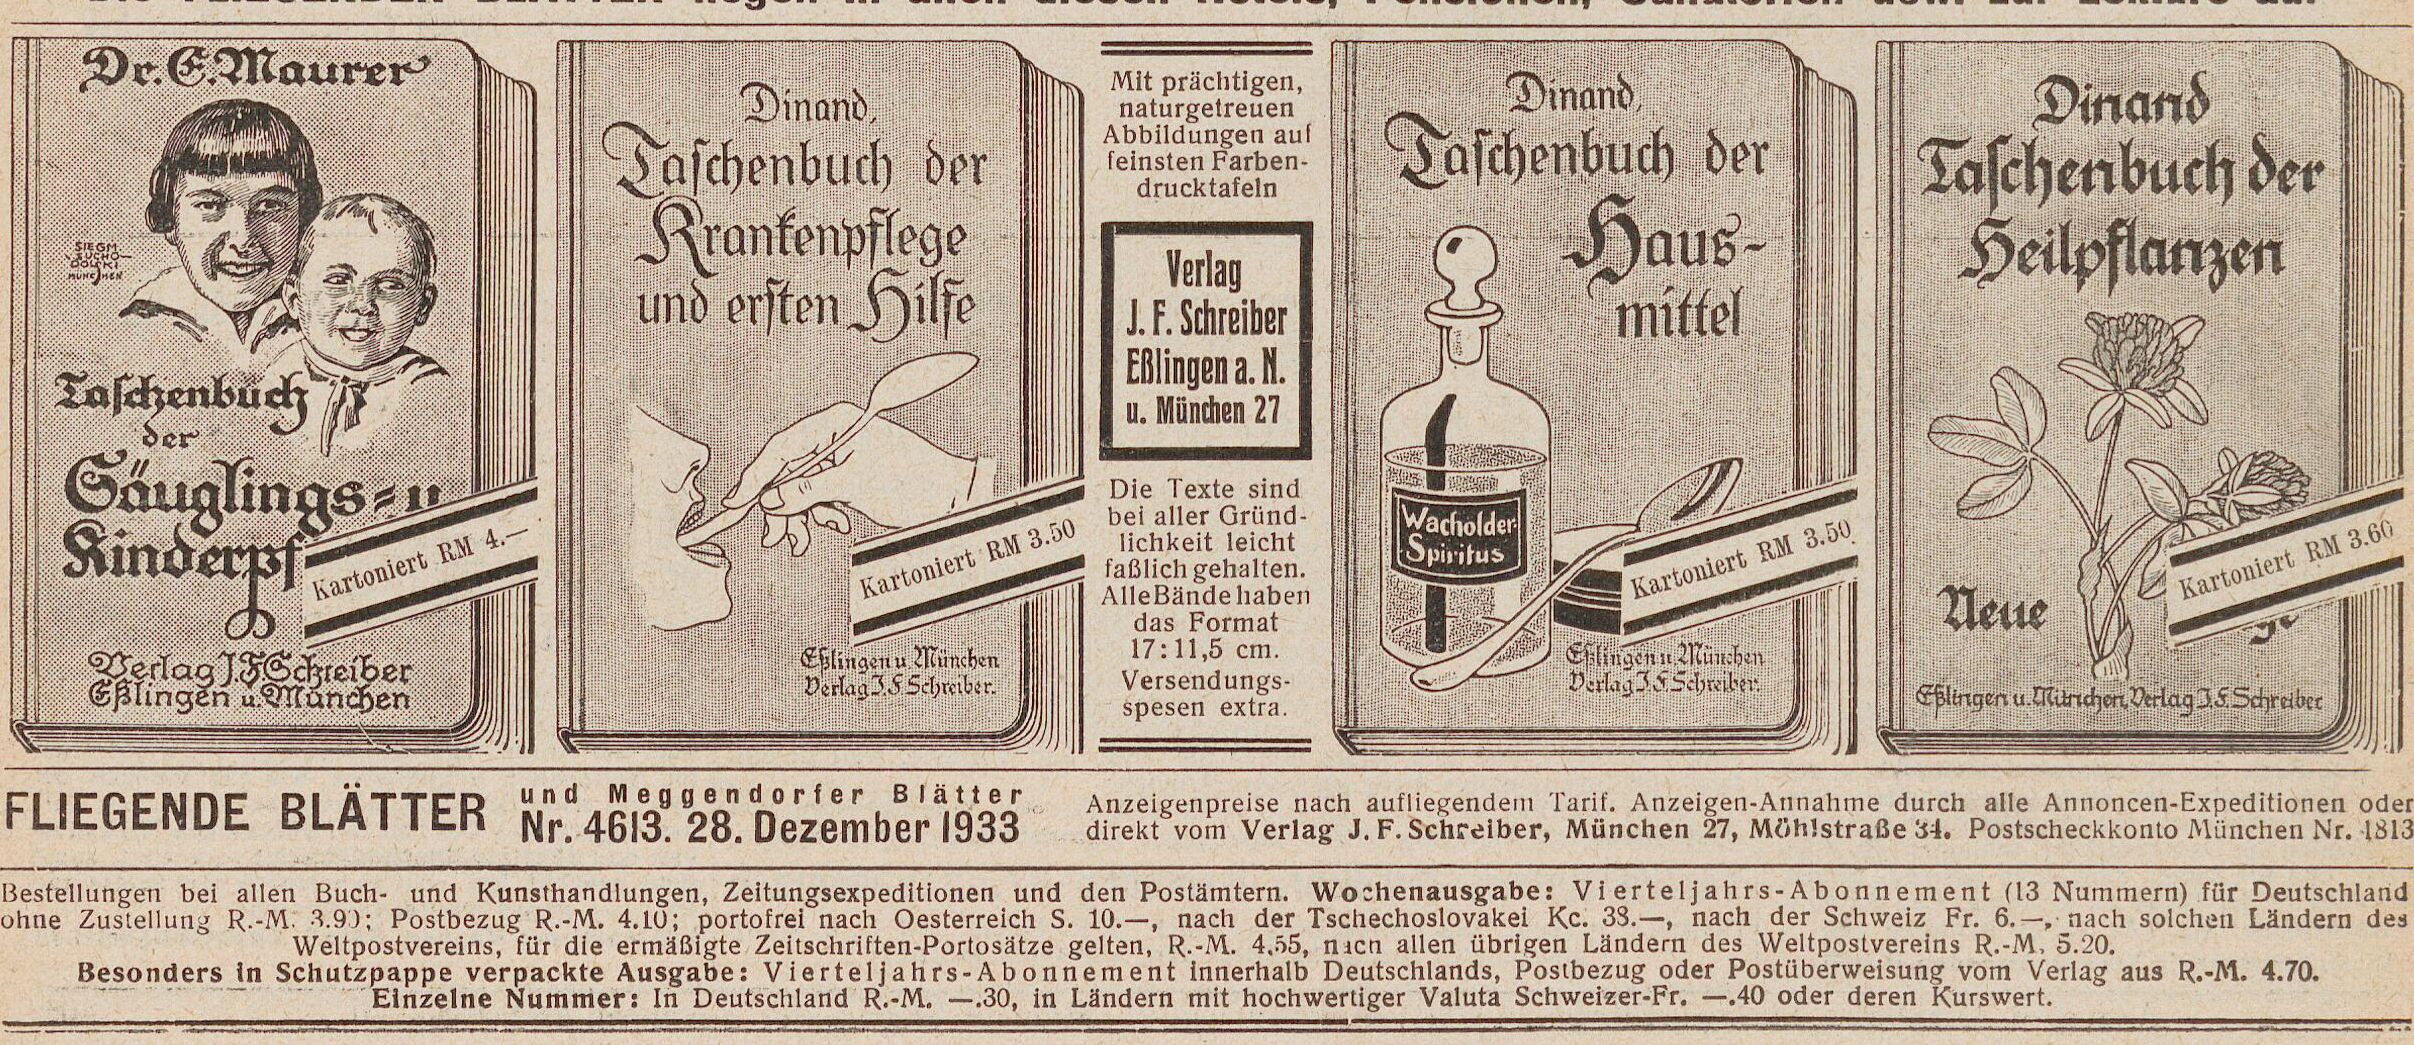 Dr. E. Maurer
SIEGM.
SUCHO-
DOLSKI
MÜNCHEN
Taschenbuch
der
Säuglings- u
Kinderpf
Kartoniert RM 4.—
Verlag J. F. Schreiber
Eßlingen u. München
Dinand,
Taschenbuch der
Krankenpflege
und ersten Hilfe
Kartoniert RM 3.50
Eßlingen u. München
Verlag J. F. Schreiber.
Mit prächtigen,
naturgetreuen
Abbildungen auf
feinsten Farben-
drucktafeln
Verlag
J. F. Schreiber
Eßlingen a. N.
u. München 27
Die Texte sind
bei aller Gründ-
lichkeit leicht
faßlich gehalten.
Alle Bände haben
das Format
17:11,5 cm.
Versendungs-
spesen extra.
Dinand,
Taschenbuch der
Haus-
mittel
Wacholder-
Spiritus
Kartoniert RM 3.50.
Eßlingen u. München
Verlag J. F. Schreiber.
Dinand
Taschenbuch der
Heilpflanzen
Neue
ge
Kartoniert RM 3.60
Eßlingen u. München, Verlag J. F. Schreiber
FLIEGENDE BLÄTTER
und Meggendorfer Blätter
Nr. 4613. 28. Dezember 1933
Anzeigenpreise nach aufliegendem Tarif. Anzeigen-Annahme durch alle Annoncen-Expeditionen oder
direkt vom Verlag J. F. Schreiber, München 27, Möhlstraße 34. Postscheckkonto München Nr. 1813
Bestellungen bei allen Buch- und Kunsthandlungen, Zeitungsexpeditionen und den Postämtern. Wochenausgabe: Vierteljahrs-Abonnement (13 Nummern) für Deutschland
ohne Zustellung R.-M. 3.90; Postbezug R.-M. 4.10; portofrei nach Oesterreich S. 10.—, nach der Tschechoslovakei Kc. 38.—, nach der Schweiz Fr. 6.—, nach solchen Ländern des
Weltpostvereins, für die ermäßigte Zeitschriften-Portosätze gelten, R.-M. 4.55, nach allen übrigen Ländern des Weltpostvereins R.-M. 5.20.
Besonders in Schutzpappe verpackte Ausgabe: Vierteljahrs-Abonnement innerhalb Deutschlands, Postbezug oder Postüberweisung vom Verlag aus R.-M. 4.70.
Einzelne Nummer: In Deutschland R.-M. —.30, in Ländern mit hochwertiger Valuta Schweizer-Fr. —.40 oder deren Kurswert.